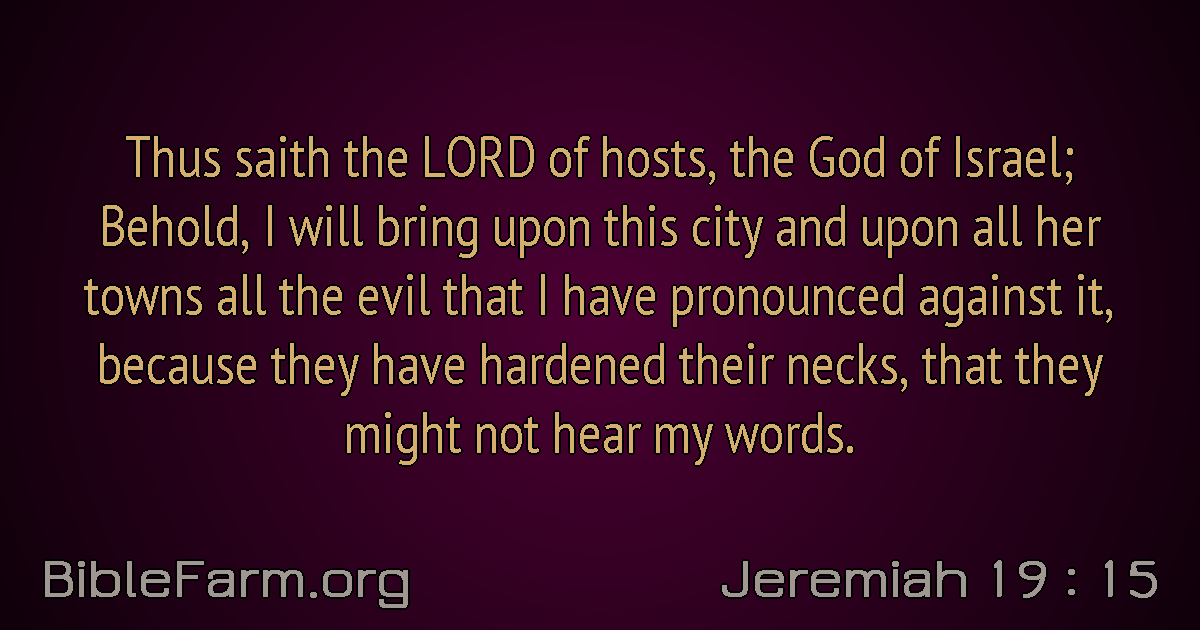 Thus saith the LORD of hosts, the God of Israel;
Behold, I will bring upon this city and upon all her
towns all the evil that I have pronounced against it,
because they have hardened their necks, that they
might not hear my words.
BibleFarm.org
Jeremiah 19 : 15